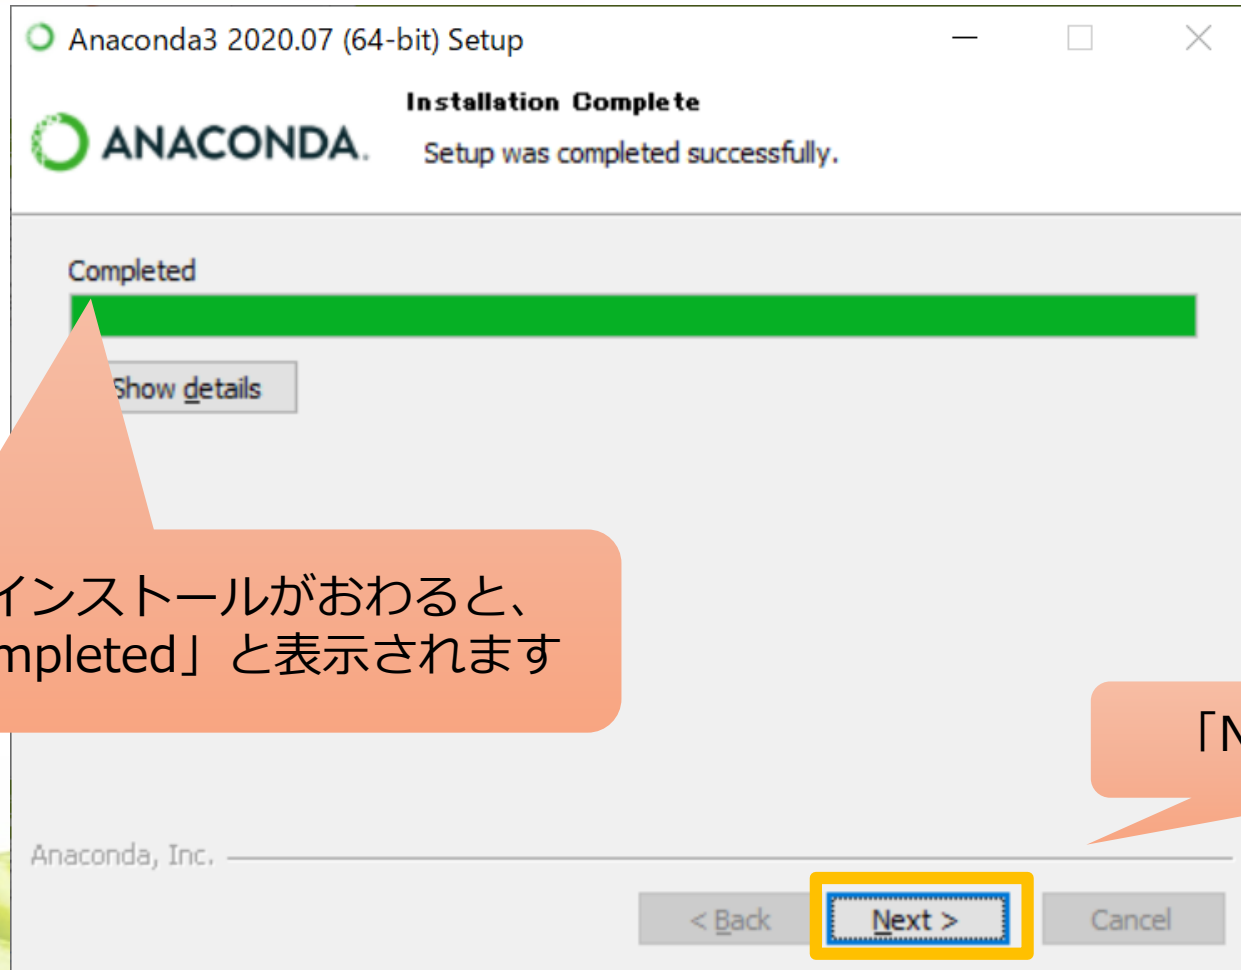 Anaconda3 2020.07 (64-bit) Setup
ANACONDA.
Installation Complete
Setup was completed successfully.
Completed
Show details
インストールがおわると、
mpleted」と表示されます
「N
Anaconda, Inc.
< Back
Next >
Cancel